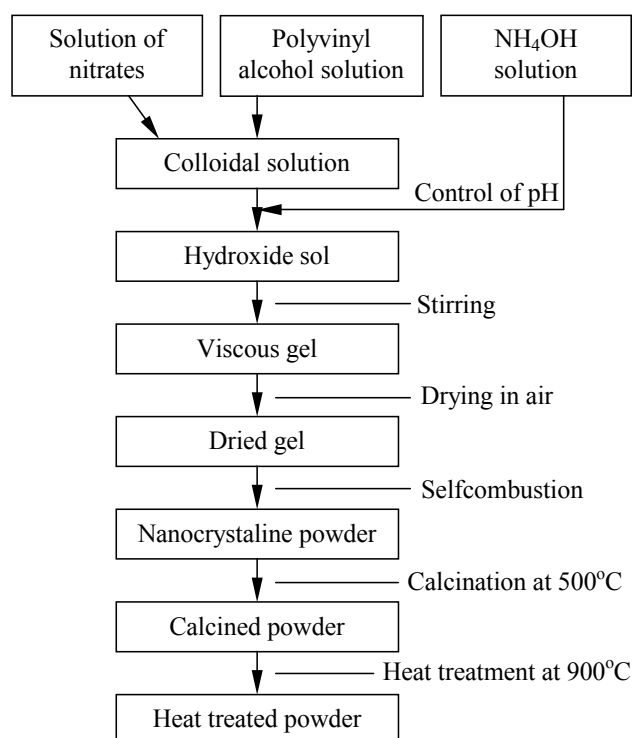 Solution of
nitrates
Polyvinyl
alcohol solution
NH₄OH
solution
Colloidal solution
Control of pH
Hydroxide sol
Stirring
Viscous gel
Drying in air
Dried gel
Selfcombustion
Nanocrystaline powder
Calcination at 500°C
Calcined powder
Heat treatment at 900°C
Heat treated powder